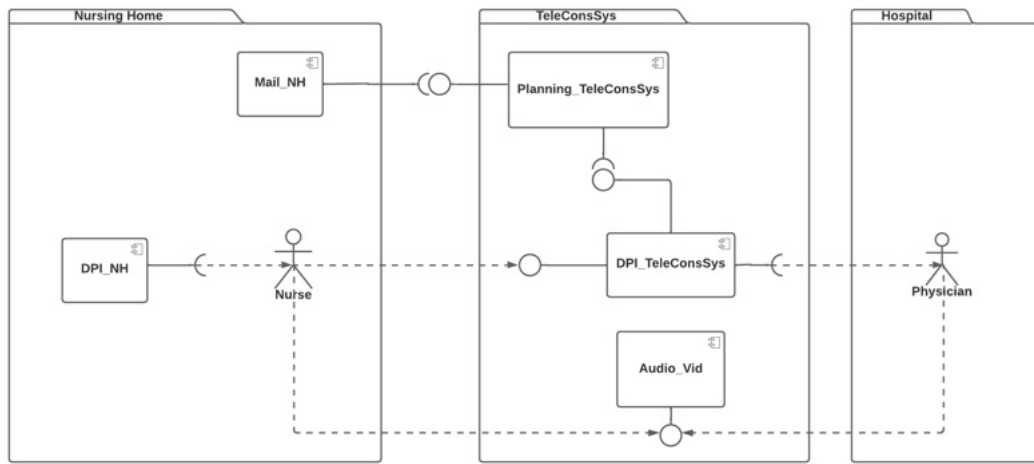 Nursing Home
TeleConsSys
Hospital
Mail_NH
Planning_TeleConsSys
DPI_NH
Nurse
DPI_TeleConsSys
Physician
Audio_Vid